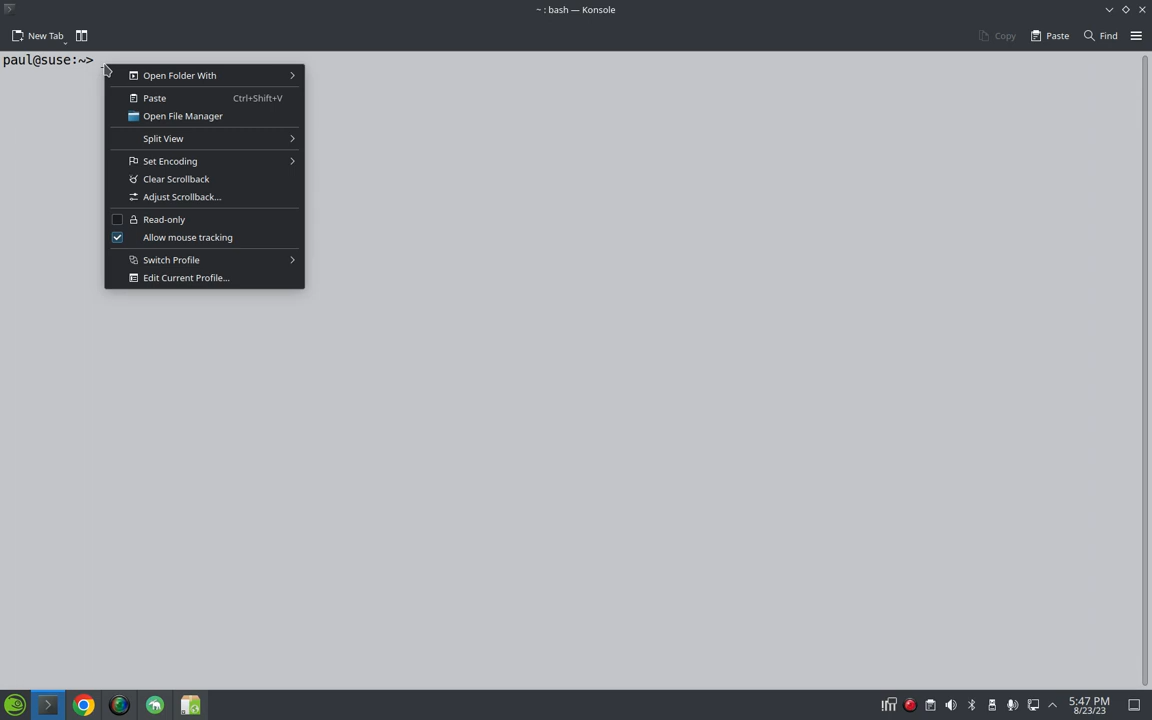 ~ : bash — Konsole
New Tab
Copy
Paste
Find
paul@suse:~>
Open Folder With
Paste Ctrl+Shift+V
Open File Manager
Split View
Set Encoding
Clear Scrollback
Adjust Scrollback...
Read-only
Allow mouse tracking
Switch Profile
Edit Current Profile...
5:47 PM
8/23/23